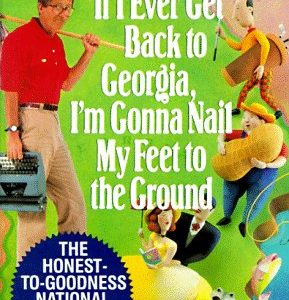 If I Ever Get
Back to
Georgia,
I'm Gonna Nail
My Feet to
the Ground
THE
HONEST-
TO-GOODNESS
NATIONAL